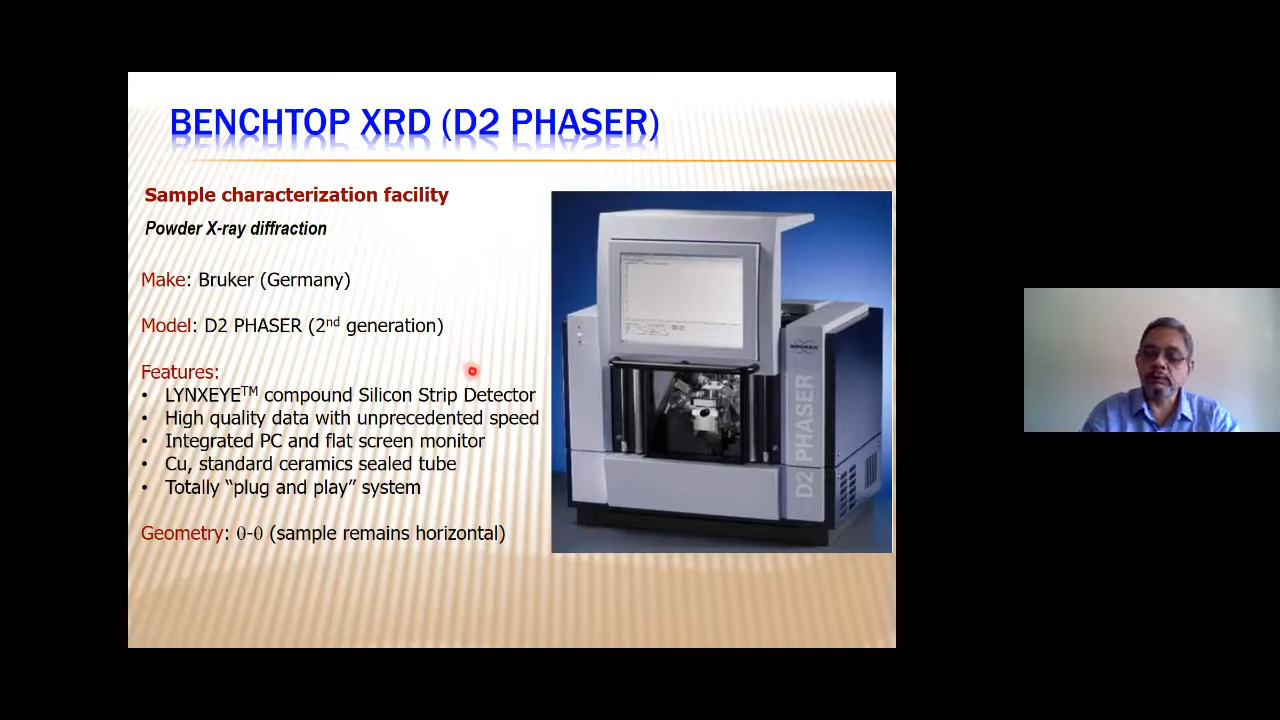 BENCHTOP XRD (D2 PHASER)
Sample characterization facility
Powder X-ray diffraction
Make: Bruker (Germany)
Model: D2 PHASER (2nd generation)
Features:
• LYNXEYE™ compound Silicon Strip Detector
• High quality data with unprecedented speed
• Integrated PC and flat screen monitor
• Cu, standard ceramics sealed tube
• Totally “plug and play” system
Geometry: θ-θ (sample remains horizontal)
BRUKER
D2 PHASER